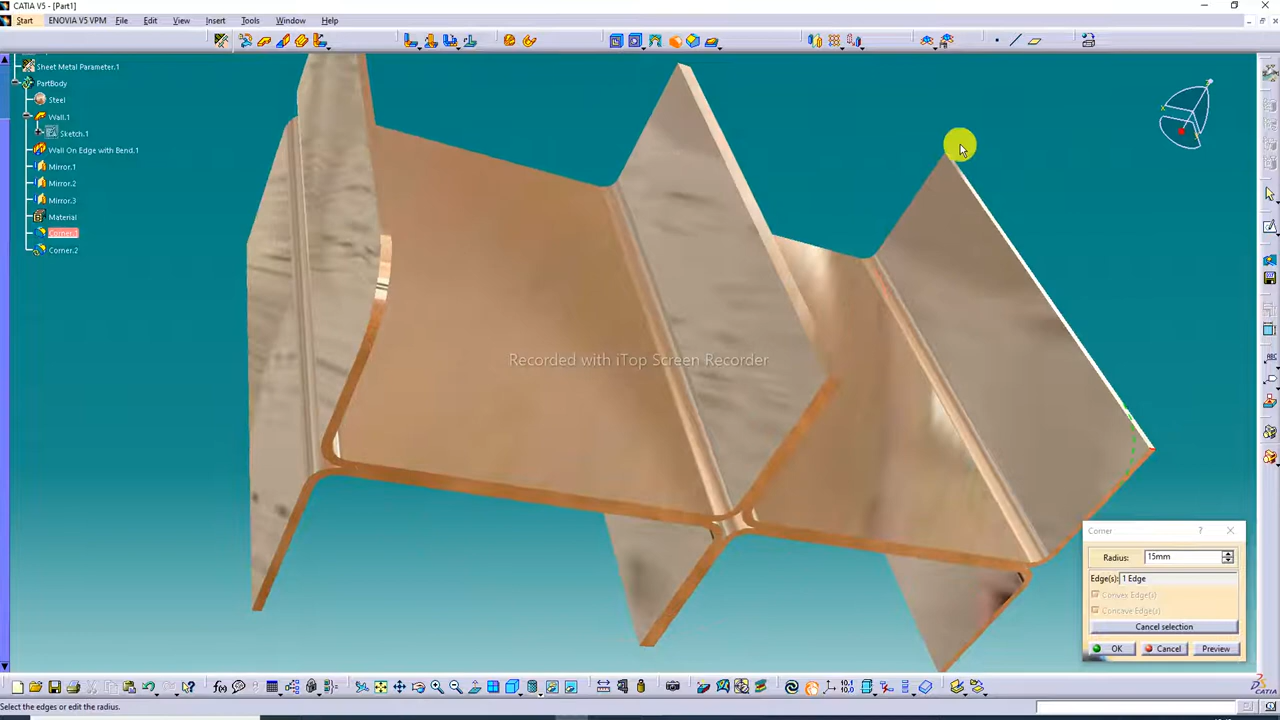 CATIA V5 - [Part1]
Start ENOVIA V5 VPM File Edit View Insert Tools Window Help
Sheet Metal Parameter.1
PartBody
Steel
Wall.1
Sketch.1
Wall On Edge with Bend.1
Mirror.1
Mirror.2
Mirror.3
Material
Corner.1
Corner.2
Recorded with iTop Screen Recorder
Corner
Radius: 15mm
Edge(s): 1 Edge
Convex Edge(s)
Concave Edge(s)
Cancel selection
OK Cancel Preview
Select the edges or edit the radius.